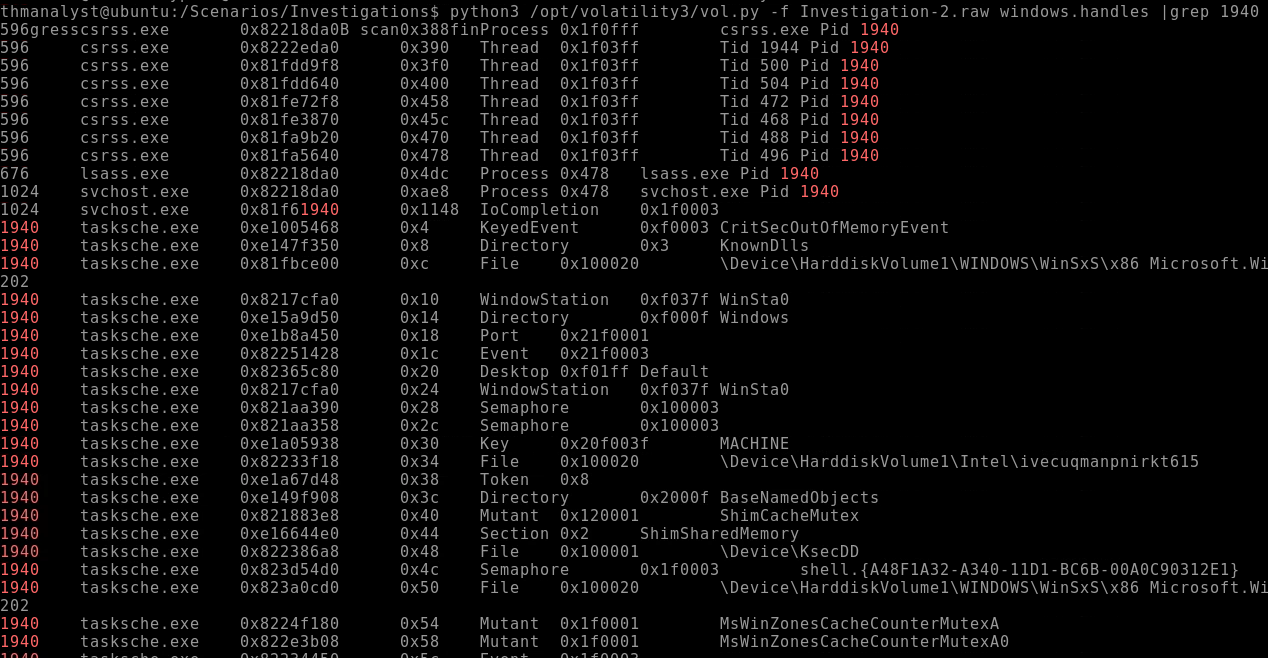 thmanalyst@ubuntu:/Scenarios/Investigations$ python3 /opt/volatility3/vol.py -f Investigation-2.raw windows.handles |grep 1940
596gresscsrss.exe 0x82218da0B scan0x388finProcess 0x1f0fff csrss.exe Pid 1940
596 csrss.exe 0x8222eda0 0x390 Thread 0x1f03ff Tid 1944 Pid 1940
596 csrss.exe 0x81fdd9f8 0x3f0 Thread 0x1f03ff Tid 500 Pid 1940
596 csrss.exe 0x81fdd640 0x400 Thread 0x1f03ff Tid 504 Pid 1940
596 csrss.exe 0x81fe72f8 0x458 Thread 0x1f03ff Tid 472 Pid 1940
596 csrss.exe 0x81fe3870 0x45c Thread 0x1f03ff Tid 468 Pid 1940
596 csrss.exe 0x81fa9b20 0x470 Thread 0x1f03ff Tid 488 Pid 1940
596 csrss.exe 0x81fa5640 0x478 Thread 0x1f03ff Tid 496 Pid 1940
676 lsass.exe 0x82218da0 0x4dc Process 0x478 lsass.exe Pid 1940
1024 svchost.exe 0x82218da0 0xae8 Process 0x478 svchost.exe Pid 1940
1024 svchost.exe 0x81f61940 0x1148 IoCompletion 0x1f0003
1940 tasksche.exe 0xe1005468 0x4 KeyedEvent 0xf0003 CritSecOutOfMemoryEvent
1940 tasksche.exe 0xe147f350 0x8 Directory 0x3 KnownDlls
1940 tasksche.exe 0x81fbce00 0xc File 0x100020 \Device\HarddiskVolume1\WINDOWS\WinSxS\x86 Microsoft.Wi
202
1940 tasksche.exe 0x8217cfa0 0x10 WindowStation 0xf037f WinSta0
1940 tasksche.exe 0xe15a9d50 0x14 Directory 0xf000f Windows
1940 tasksche.exe 0xe1b8a450 0x18 Port 0x21f0001
1940 tasksche.exe 0x82251428 0x1c Event 0x21f0003
1940 tasksche.exe 0x82365c80 0x20 Desktop 0xf01ff Default
1940 tasksche.exe 0x8217cfa0 0x24 WindowStation 0xf037f WinSta0
1940 tasksche.exe 0x821aa390 0x28 Semaphore 0x100003
1940 tasksche.exe 0x821aa358 0x2c Semaphore 0x100003
1940 tasksche.exe 0xe1a05938 0x30 Key 0x20f003f MACHINE
1940 tasksche.exe 0x82233f18 0x34 File 0x100020 \Device\HarddiskVolume1\Intel\ivecuqmanpnirkt615
1940 tasksche.exe 0xe1a67d48 0x38 Token 0x8
1940 tasksche.exe 0xe149f908 0x3c Directory 0x2000f BaseNamedObjects
1940 tasksche.exe 0x821883e8 0x40 Mutant 0x120001 ShimCacheMutex
1940 tasksche.exe 0xe16644e0 0x44 Section 0x2 ShimSharedMemory
1940 tasksche.exe 0x822386a8 0x48 File 0x100001 \Device\KsecDD
1940 tasksche.exe 0x823d54d0 0x4c Semaphore 0x1f0003 shell.{A48F1A32-A340-11D1-BC6B-00A0C90312E1}
1940 tasksche.exe 0x823a0cd0 0x50 File 0x100020 \Device\HarddiskVolume1\WINDOWS\WinSxS\x86 Microsoft.Wi
202
1940 tasksche.exe 0x8224f180 0x54 Mutant 0x1f0001 MsWinZonesCacheCounterMutexA
1940 tasksche.exe 0x822e3b08 0x58 Mutant 0x1f0001 MsWinZonesCacheCounterMutexA0
1940 tasksche.exe 0x5c Event 0x1f0003